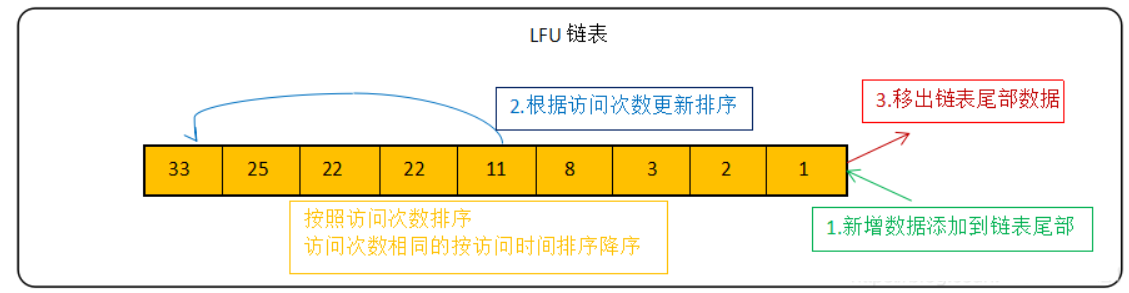 LFU 链表
2.根据访问次数更新排序
3.移出链表尾部数据
33 25 22 22 11 8 3 2 1
按照访问次数排序
访问次数相同的按访问时间排序降序
1.新增数据添加到链表尾部